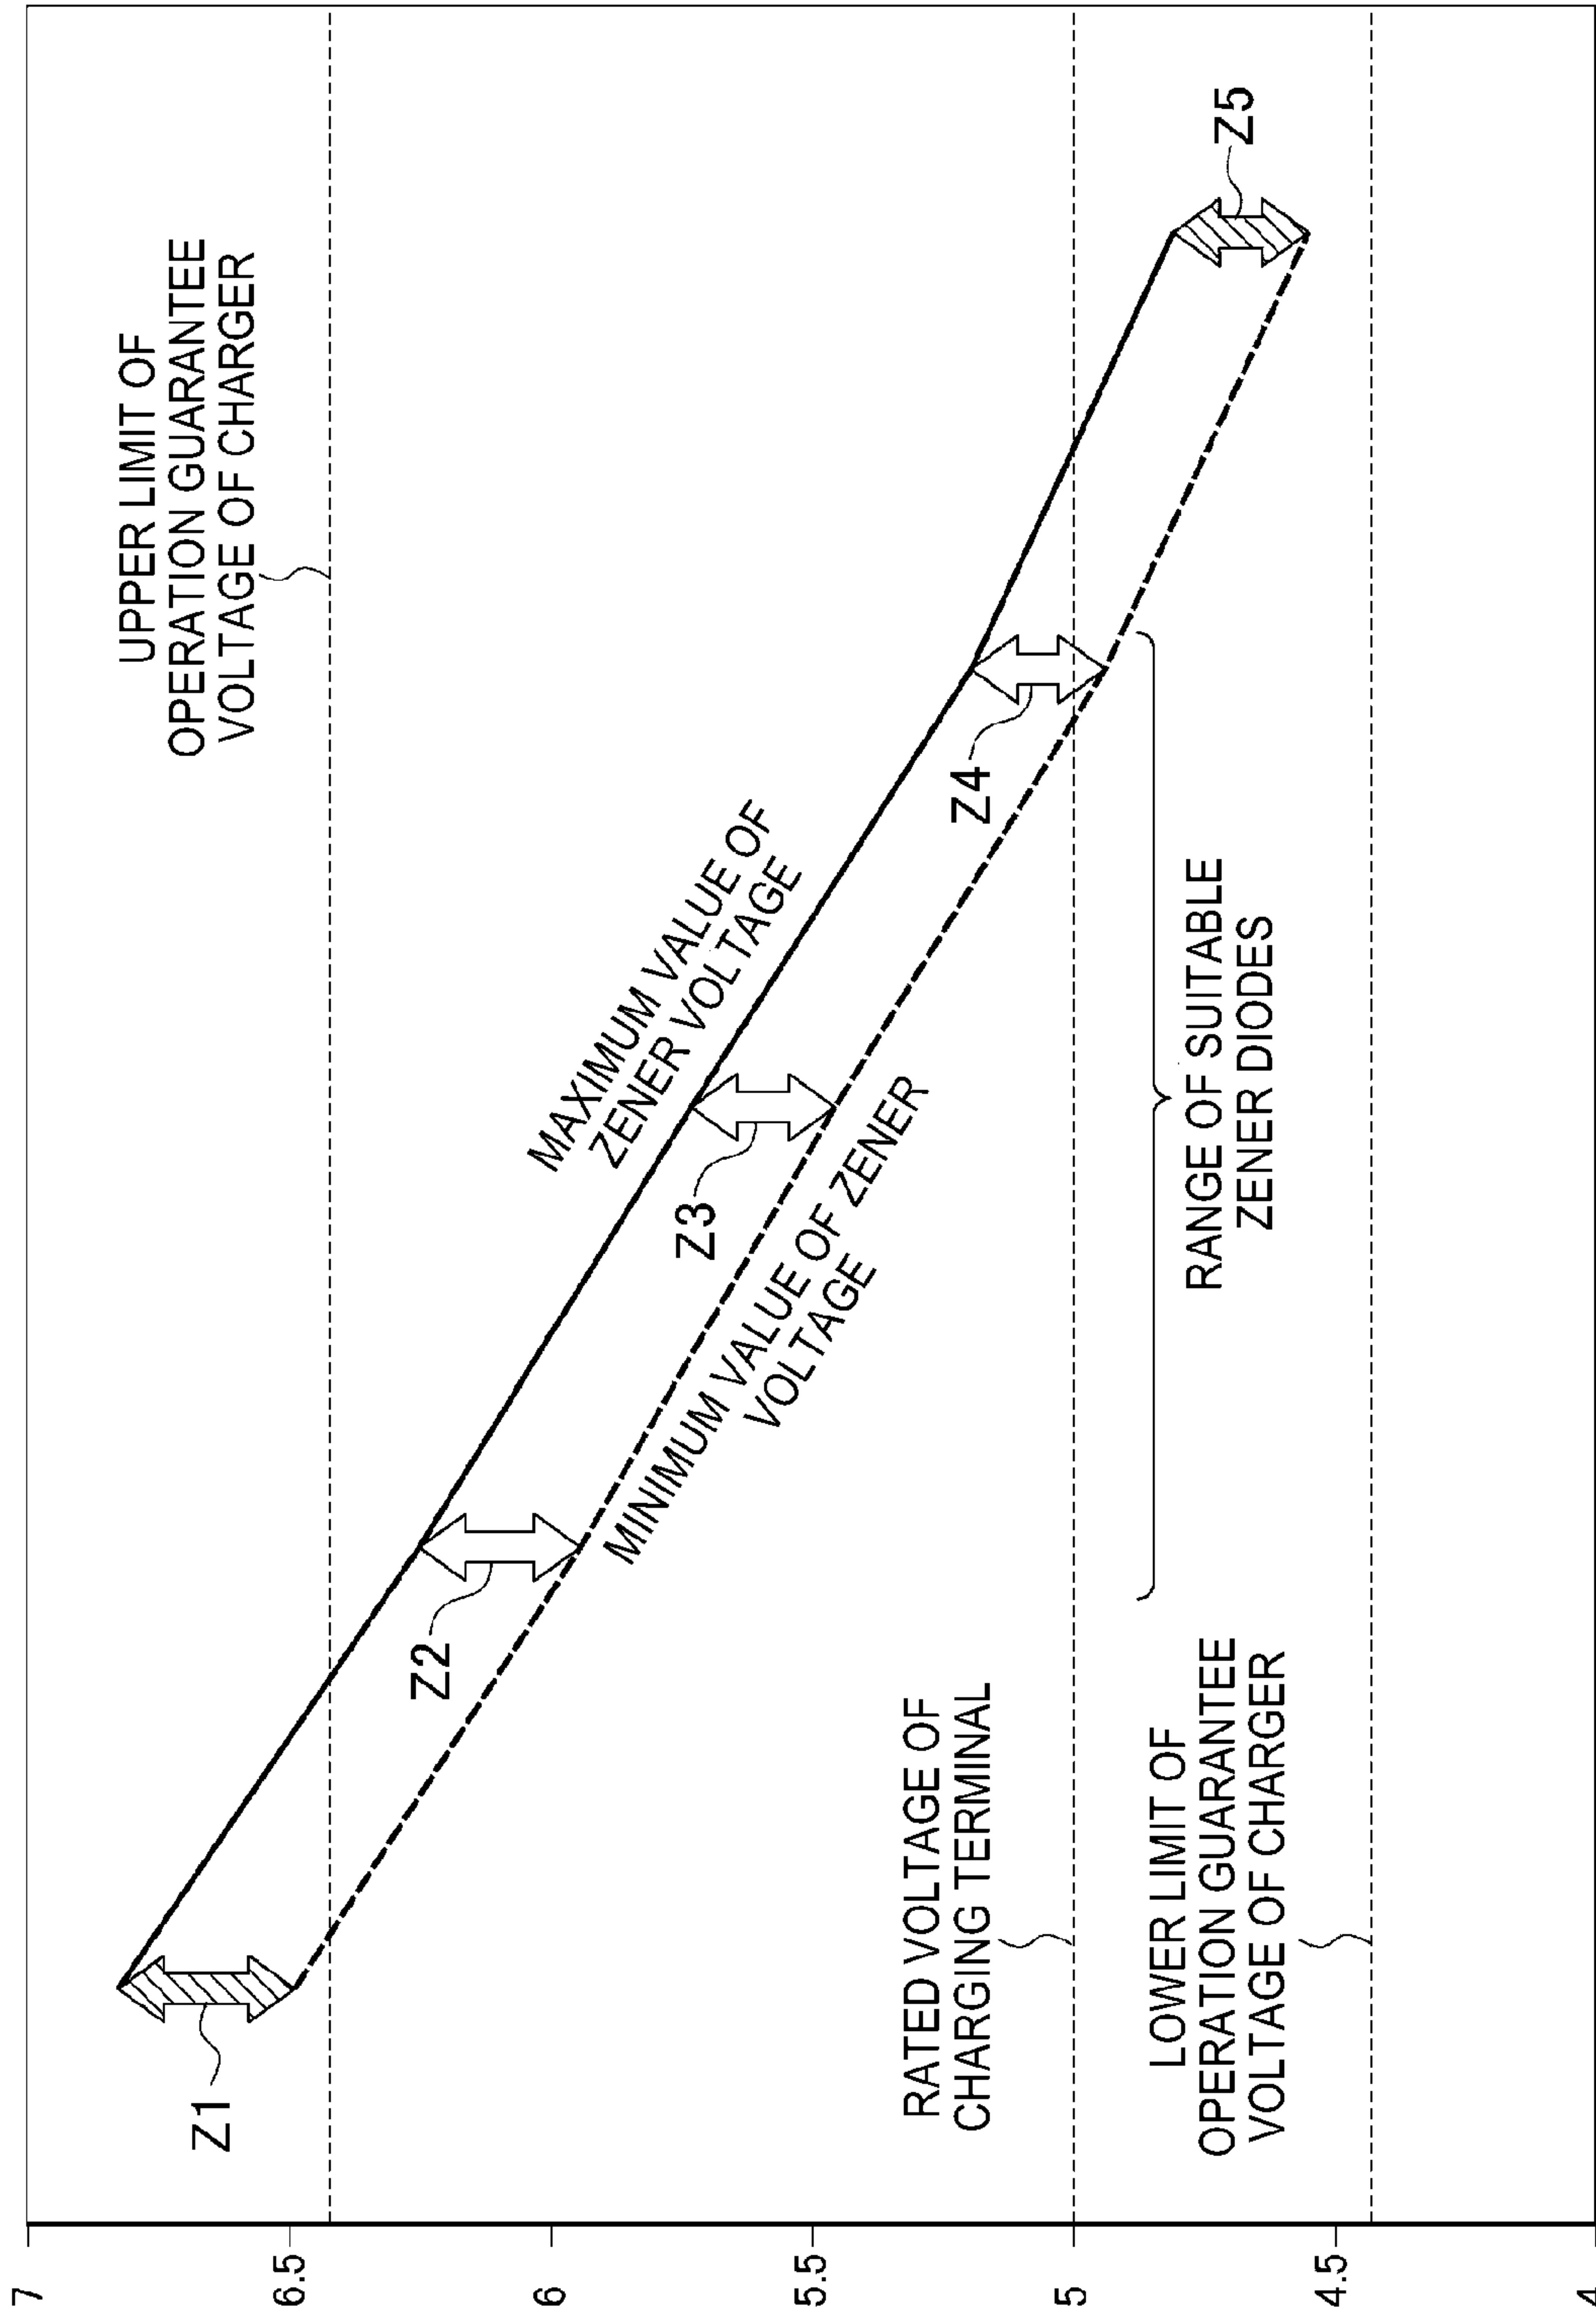 7
6.5
6
5.5
5
4.5
4
UPPER LIMIT OF
OPERATION GUARANTEE
VOLTAGE OF CHARGER
Z1
Z2
Z3
Z4
Z5
MAXIMUM VALUE OF
ZENER VOLTAGE
MINIMUM VALUE OF ZENER
VOLTAGE
RATED VOLTAGE OF
CHARGING TERMINAL
LOWER LIMIT OF
OPERATION GUARANTEE
VOLTAGE OF CHARGER
RANGE OF SUITABLE
ZENER DIODES